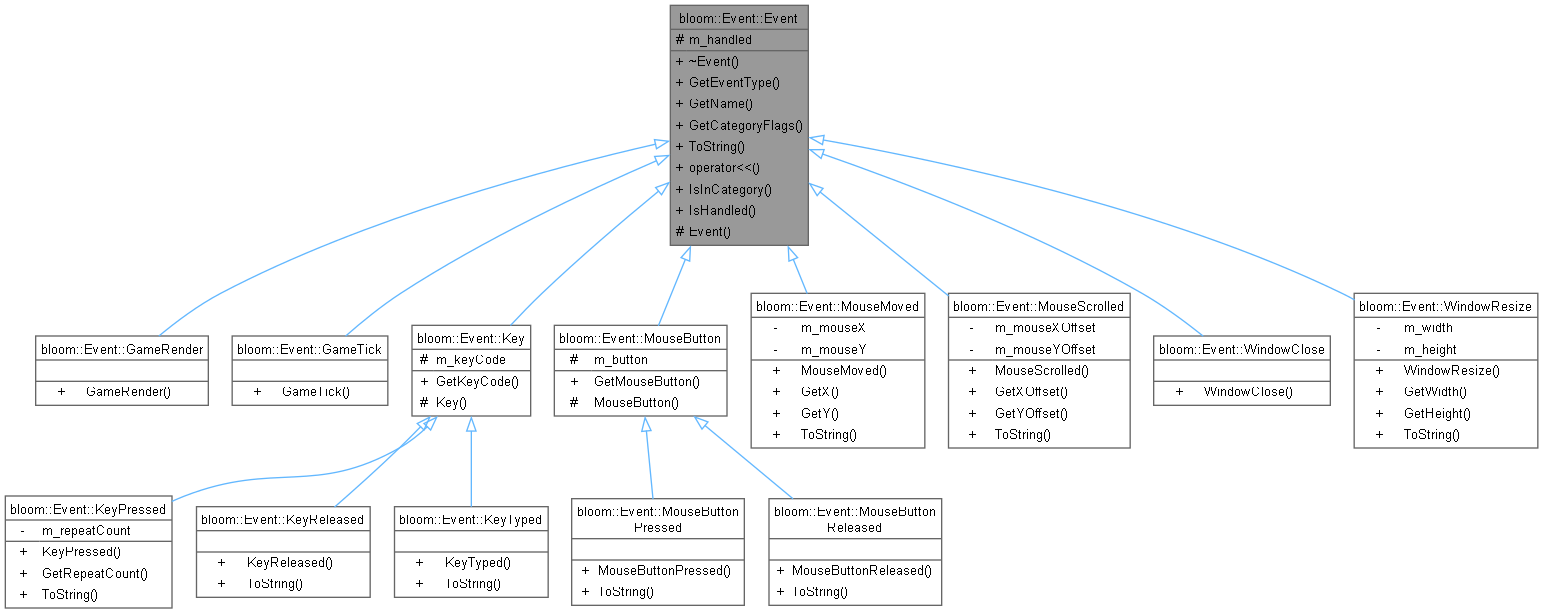 bloom::Event::Event
# m_handled
+ ~Event()
+ GetEventType()
+ GetName()
+ GetCategoryFlags()
+ ToString()
+ operator<<()
+ IsInCategory()
+ IsHandled()
# Event()
bloom::Event::GameRender
+ GameRender()
bloom::Event::GameTick
+ GameTick()
bloom::Event::Key
# m_keyCode
+ GetKeyCode()
# Key()
bloom::Event::MouseButton
# m_button
+ GetMouseButton()
# MouseButton()
bloom::Event::MouseMoved
- m_mouseX
- m_mouseY
+ MouseMoved()
+ GetX()
+ GetY()
+ ToString()
bloom::Event::MouseScrolled
- m_mouseXOffset
- m_mouseYOffset
+ MouseScrolled()
+ GetXOffset()
+ GetYOffset()
+ ToString()
bloom::Event::WindowClose
+ WindowClose()
bloom::Event::WindowResize
- m_width
- m_height
+ WindowResize()
+ GetWidth()
+ GetHeight()
+ ToString()
bloom::Event::KeyPressed
- m_repeatCount
+ KeyPressed()
+ GetRepeatCount()
+ ToString()
bloom::Event::KeyReleased
+ KeyReleased()
+ ToString()
bloom::Event::KeyTyped
+ KeyTyped()
+ ToString()
bloom::Event::MouseButton
Pressed
+ MouseButtonPressed()
+ ToString()
bloom::Event::MouseButton
Released
+ MouseButtonReleased()
+ ToString()